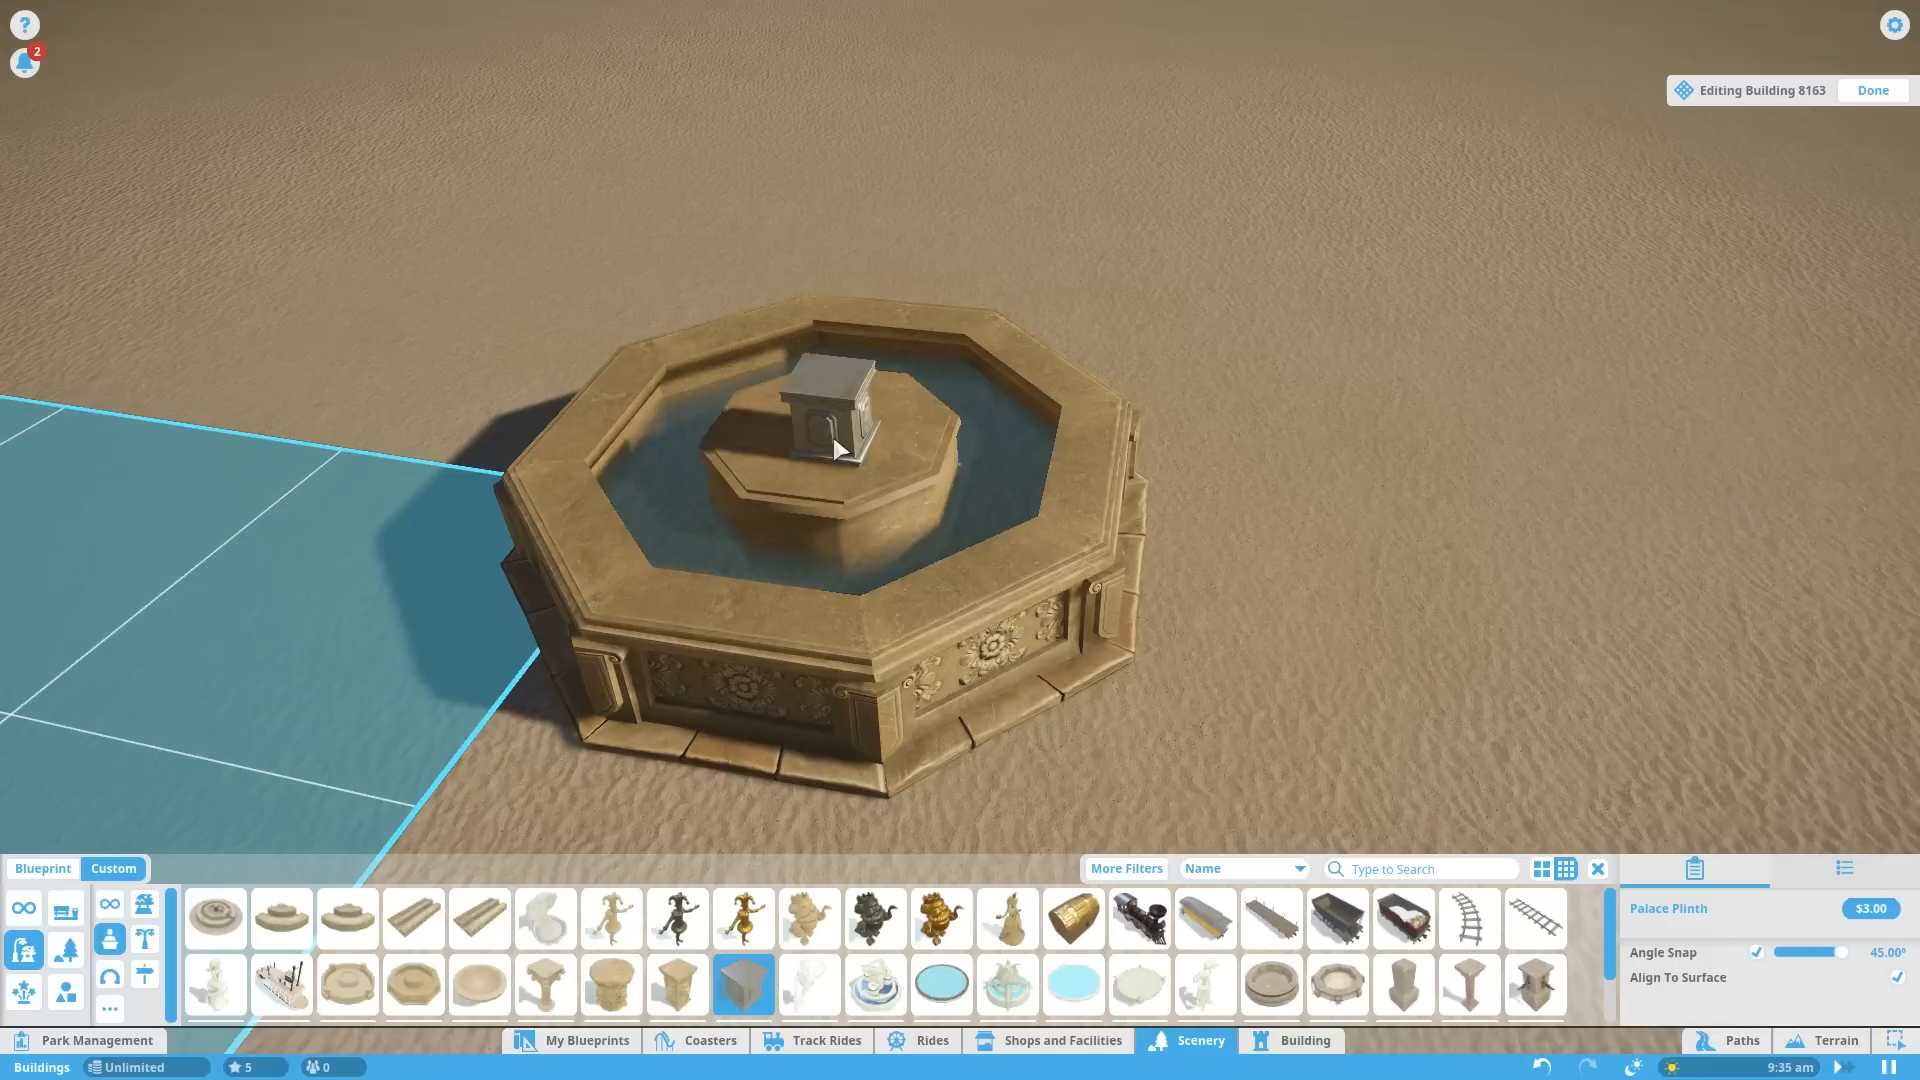 ?
2
Editing Building 8163
Done
Blueprint
Custom
More Filters
Name
Type to Search
Palace Plinth
$3.00
Angle Snap
45.00°
Align To Surface
Park Management
My Blueprints
Coasters
Track Rides
Rides
Shops and Facilities
Scenery
Building
Paths
Terrain
Buildings
Unlimited
5
0
9:35 am